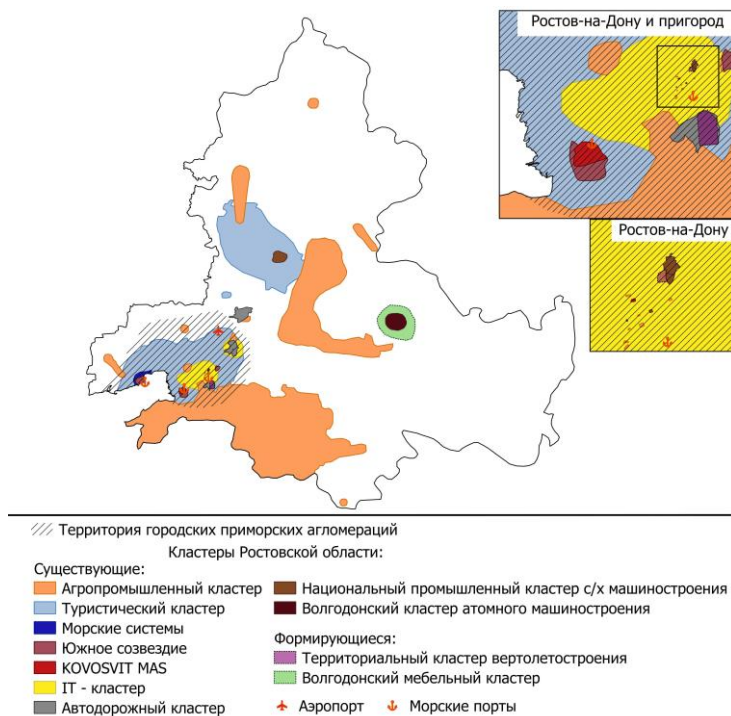 Ростов-на-Дону и пригород
Ростов-на-Дону
Территория городских приморских агломераций
Кластеры Ростовской области:
Существующие:
Агропромышленный кластер
Туристический кластер
Морские системы
Южное созвездие
KOVOSVIT MAS
IT - кластер
Автодорожный кластер
Национальный промышленный кластер с/х машиностроения
Волгодонский кластер атомного машиностроения
Формирующиеся:
Территориальный кластер вертолетостроения
Волгодонский мебельный кластер
Аэропорт
Морские порты